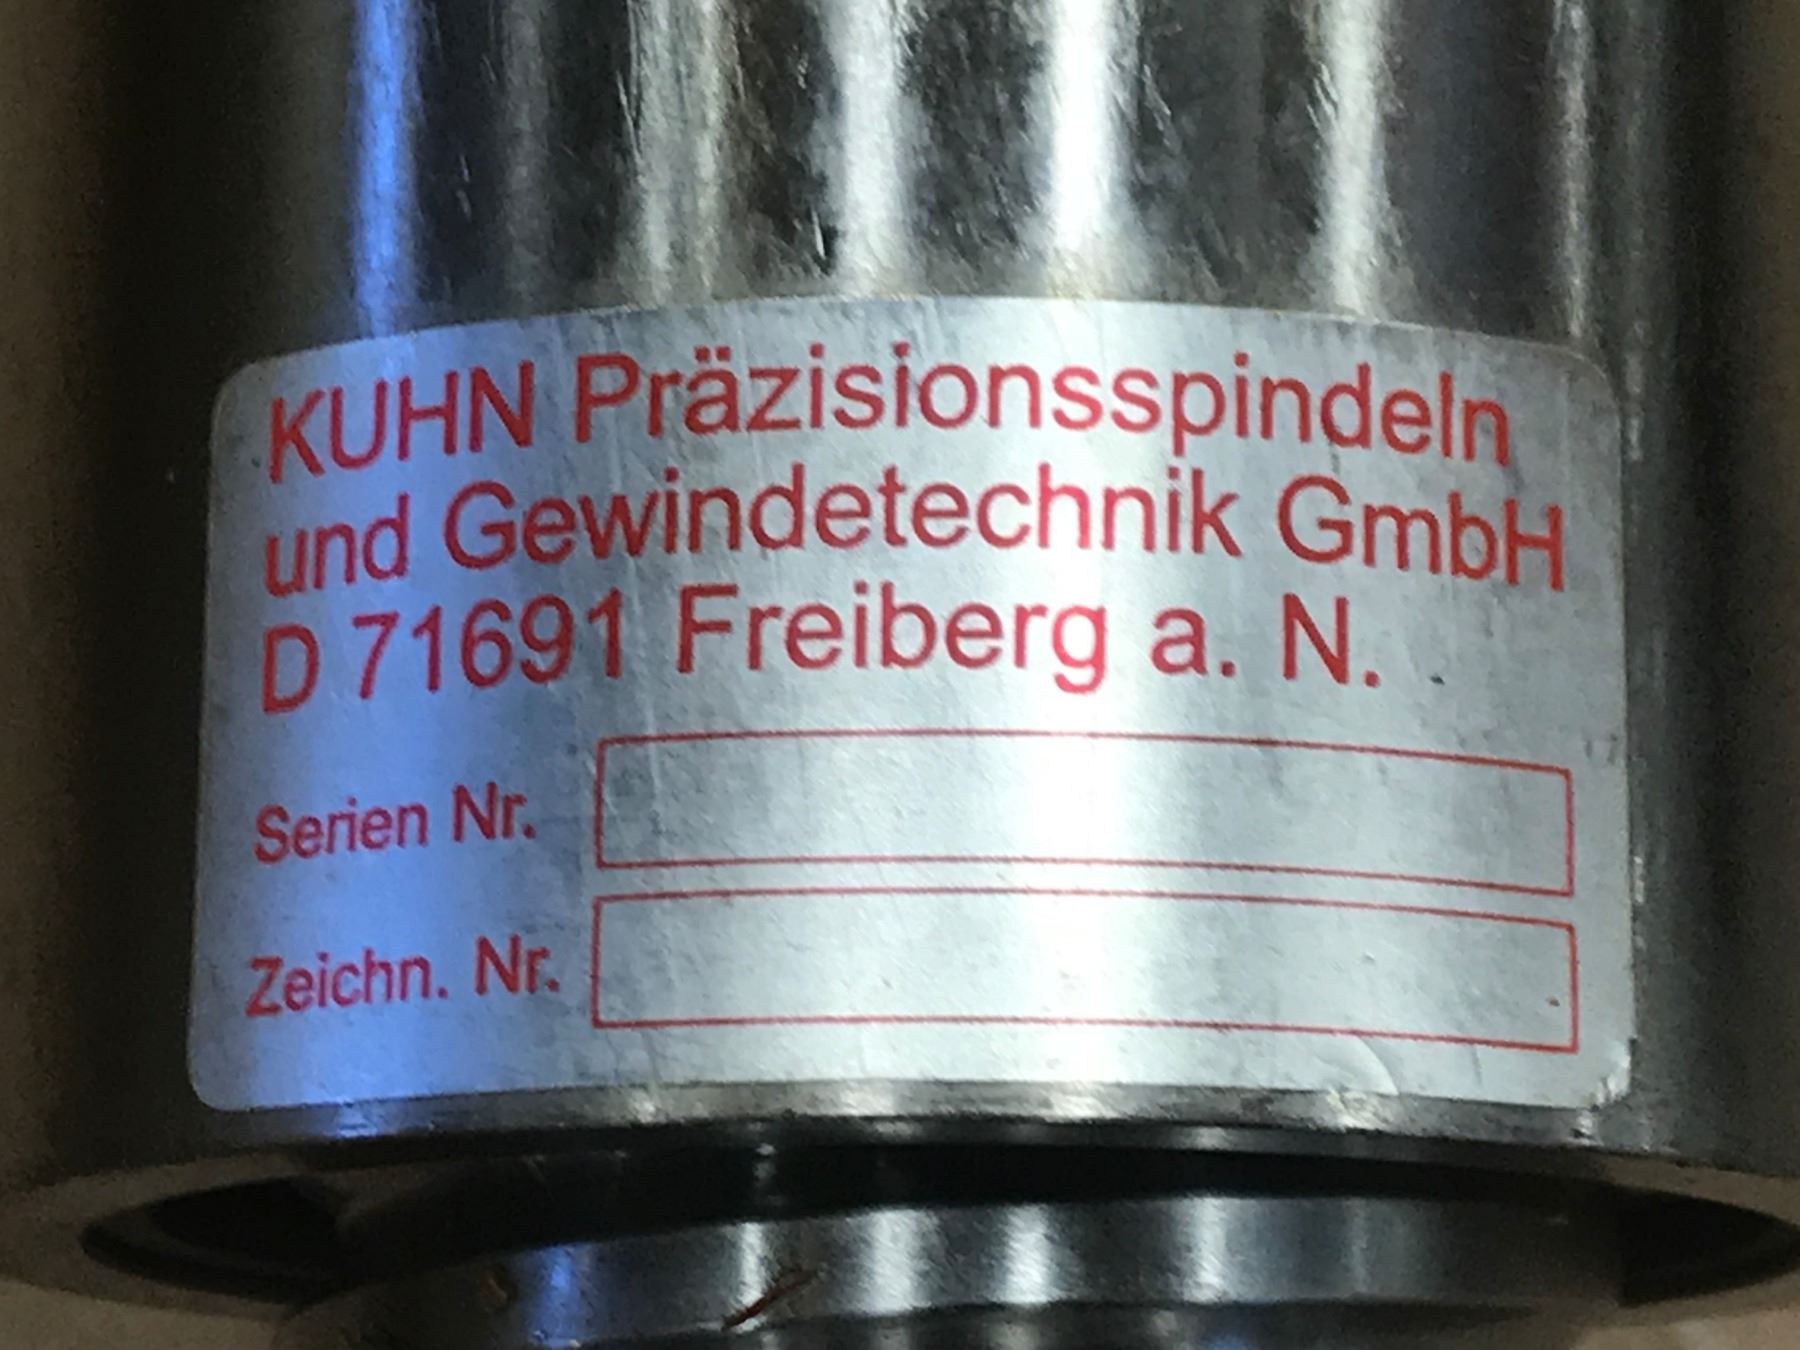 KUHN Präzisionsspindeln
und Gewindetechnik GmbH
D 71691 Freiberg a. N.
Serien Nr.
Zeichn. Nr.